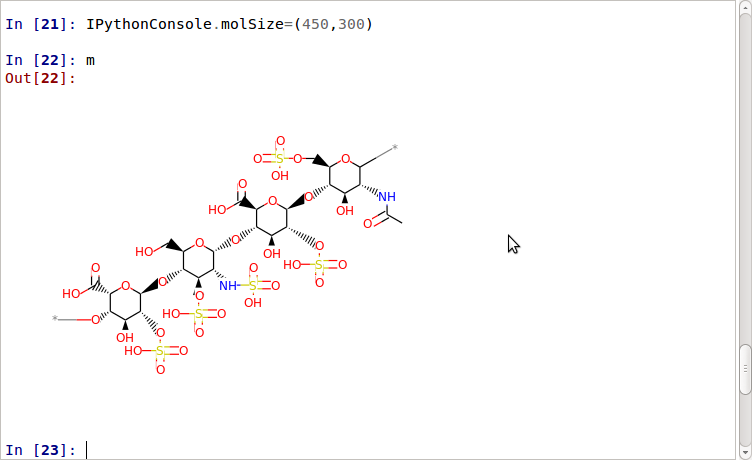 In [21]: IPythonConsole.molSize=(450,300)
In [22]: m
Out[22]:
O
*
O S O O
OH
O
O NH
O
HO OH
O
O O O
HO OH
HO S O
O O
O O
O NH S O
HO O
OH
HO S O
* O
O O
OH
HO S O
O
In [23]: